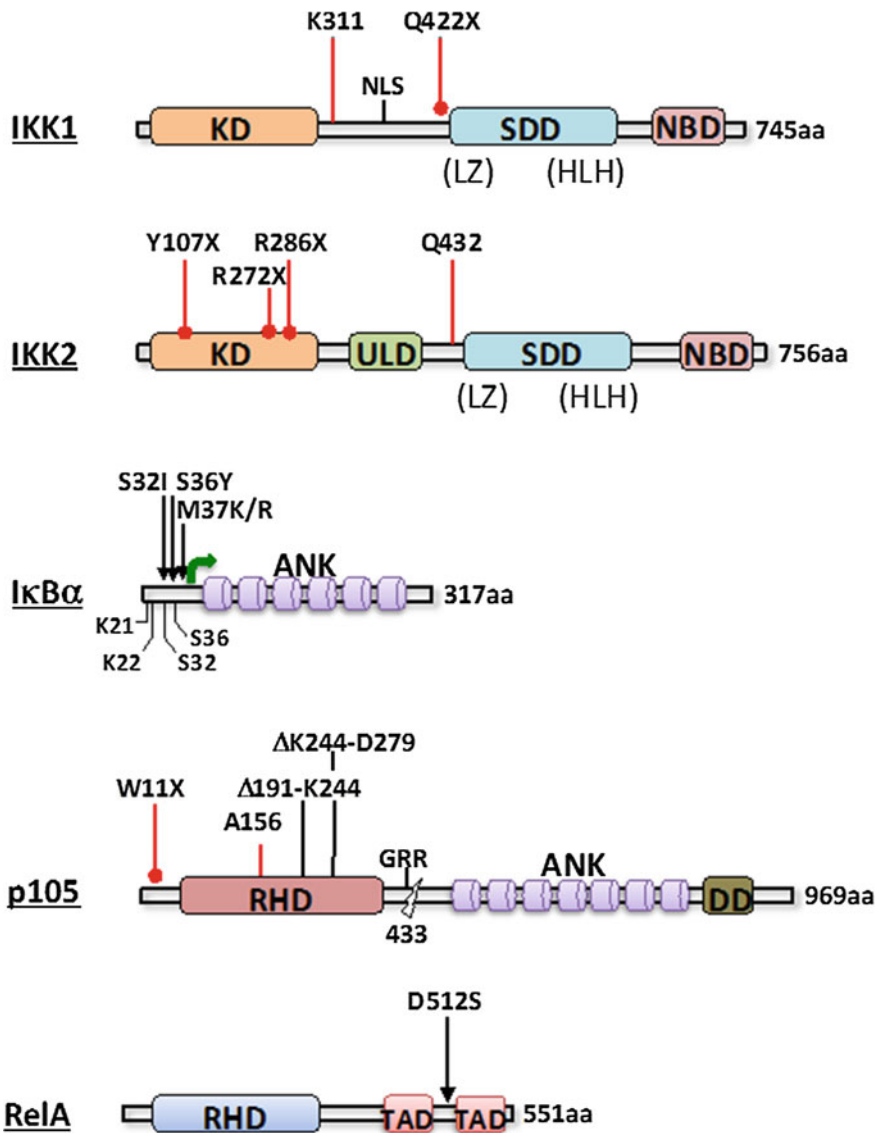 K311 Q422X
NLS
IKK1 KD SDD NBD 745aa
(LZ) (HLH)
Y107X R286X Q432
R272X
IKK2 KD ULD SDD NBD 756aa
(LZ) (HLH)
S32I S36Y
M37K/R
ANK
IκBα 317aa
K21 S36
K22 S32
ΔK244-D279
W11X Δ191-K244
A156
GRR ANK
p105 RHD DD 969aa
433
D512S
RelA RHD TAD TAD 551aa